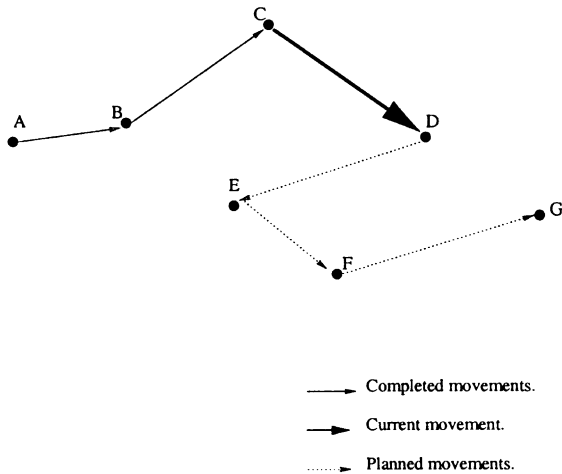 C
A
B
D
E
G
F
Completed movements.
Current movement.
Planned movements.